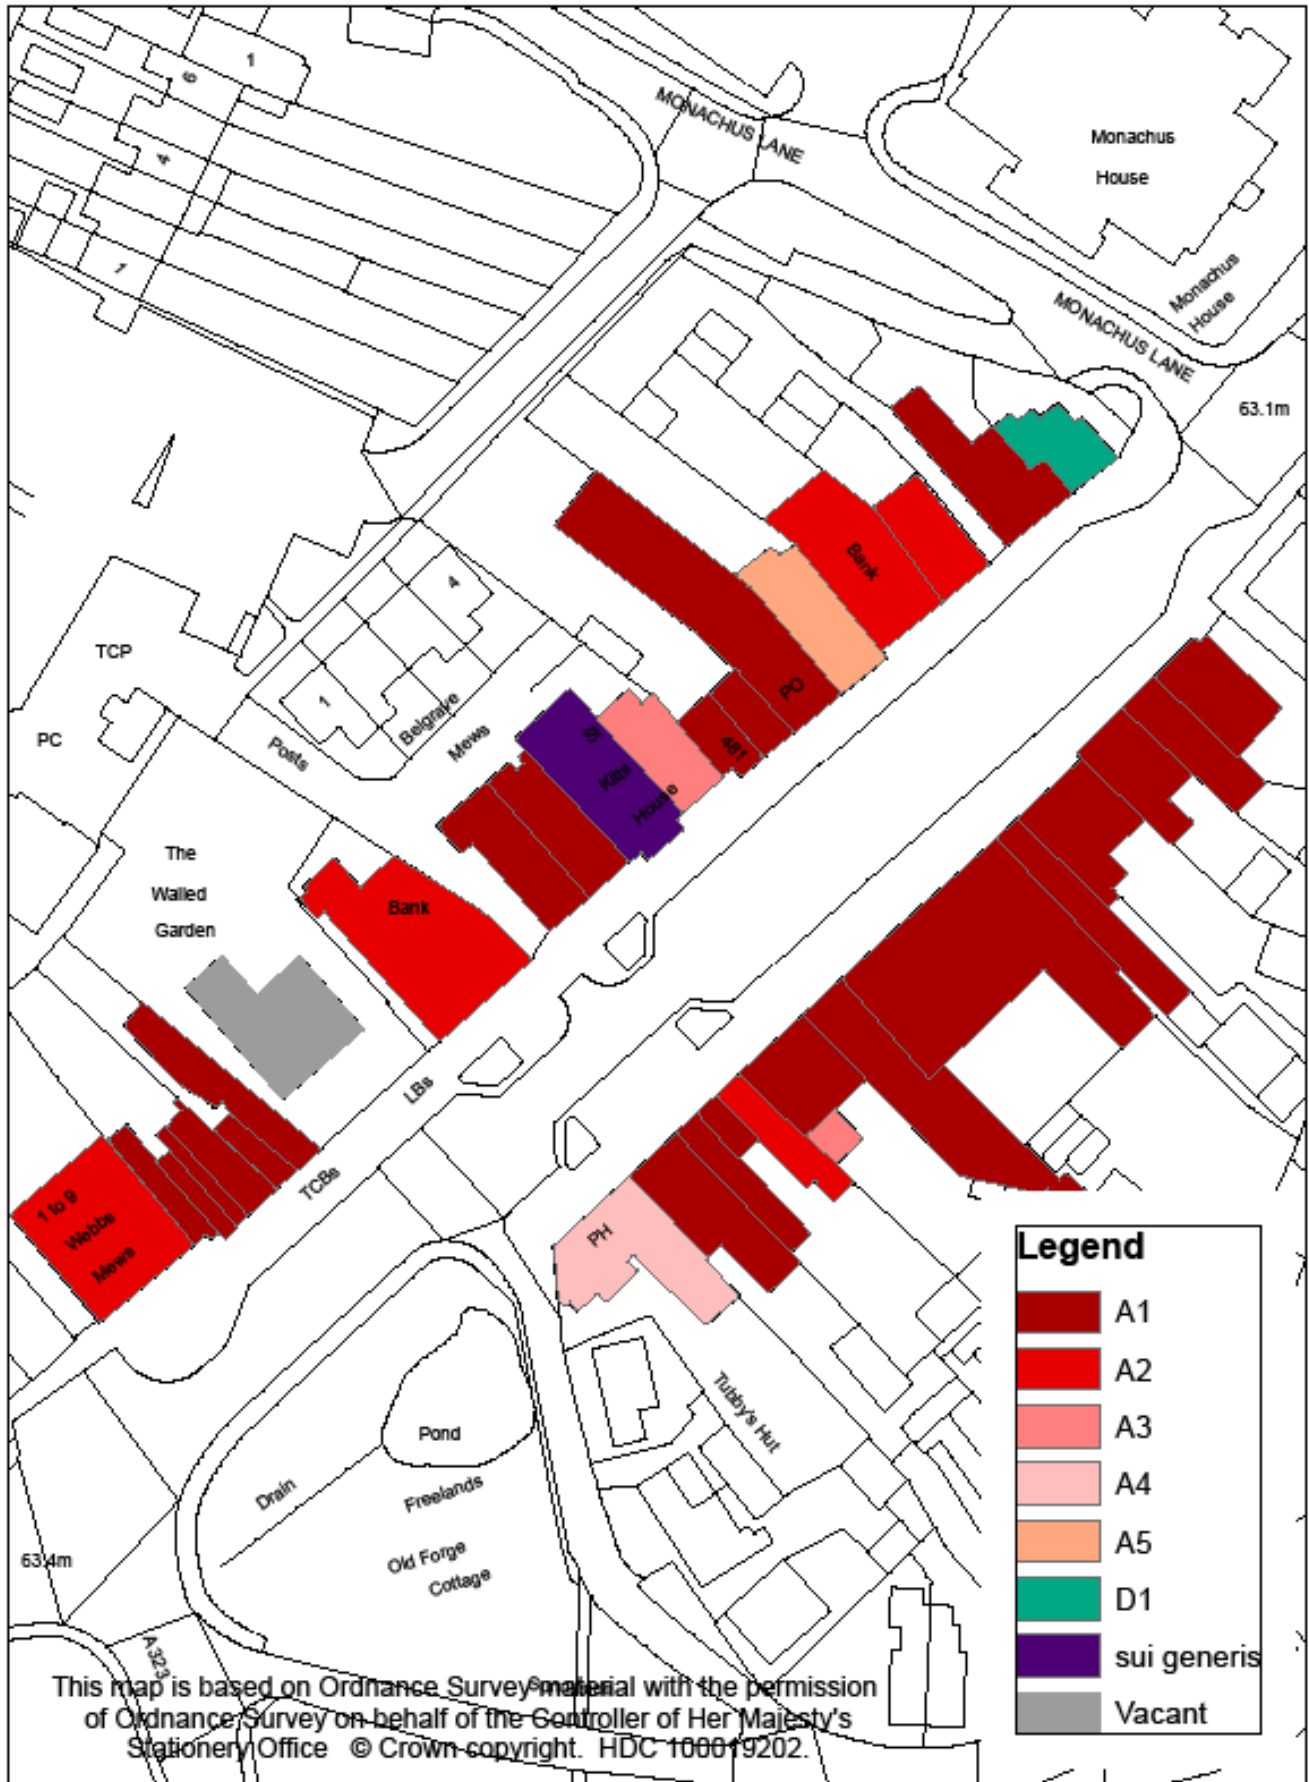 1
6
4
1
MONACHUS LANE
Monachus
House
Monachus
House
MONACHUS LANE
63.1m
TCP
PC
4
1
Belgrave
Mews
Posts
Bank
PO
481
St
Kitts
House
The
Walled
Garden
Bank
LBs
TCBs
1 to 9
Webbs
Mews
PH
Tubby's Hut
Pond
Drain
Freelands
Old Forge
Cottage
63.4m
A323
This map is based on Ordnance Survey material with the permission
of Ordnance Survey on behalf of the Controller of Her Majesty's
Stationery Office © Crown copyright. HDC 100019202.
Legend
A1
A2
A3
A4
A5
D1
sui generis
Vacant